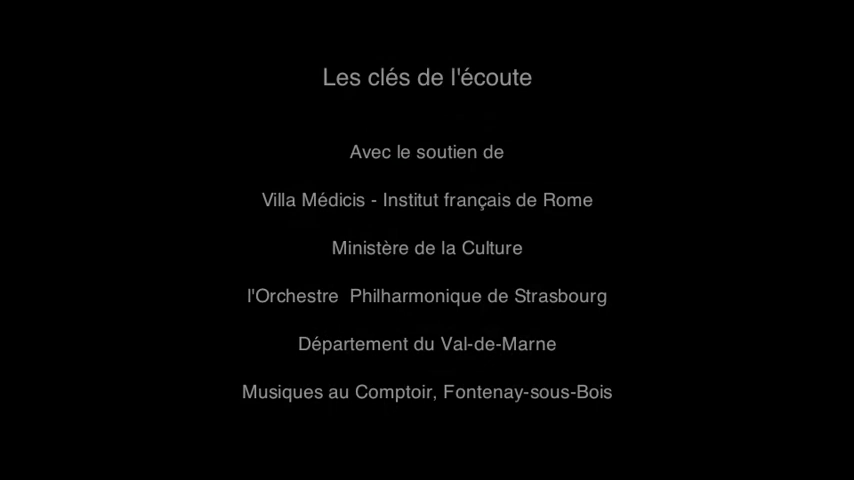 Les clés de l'écoute
Avec le soutien de
Villa Médicis - Institut français de Rome
Ministère de la Culture
l'Orchestre  Philharmonique de Strasbourg
Département du Val-de-Marne
Musiques au Comptoir, Fontenay-sous-Bois